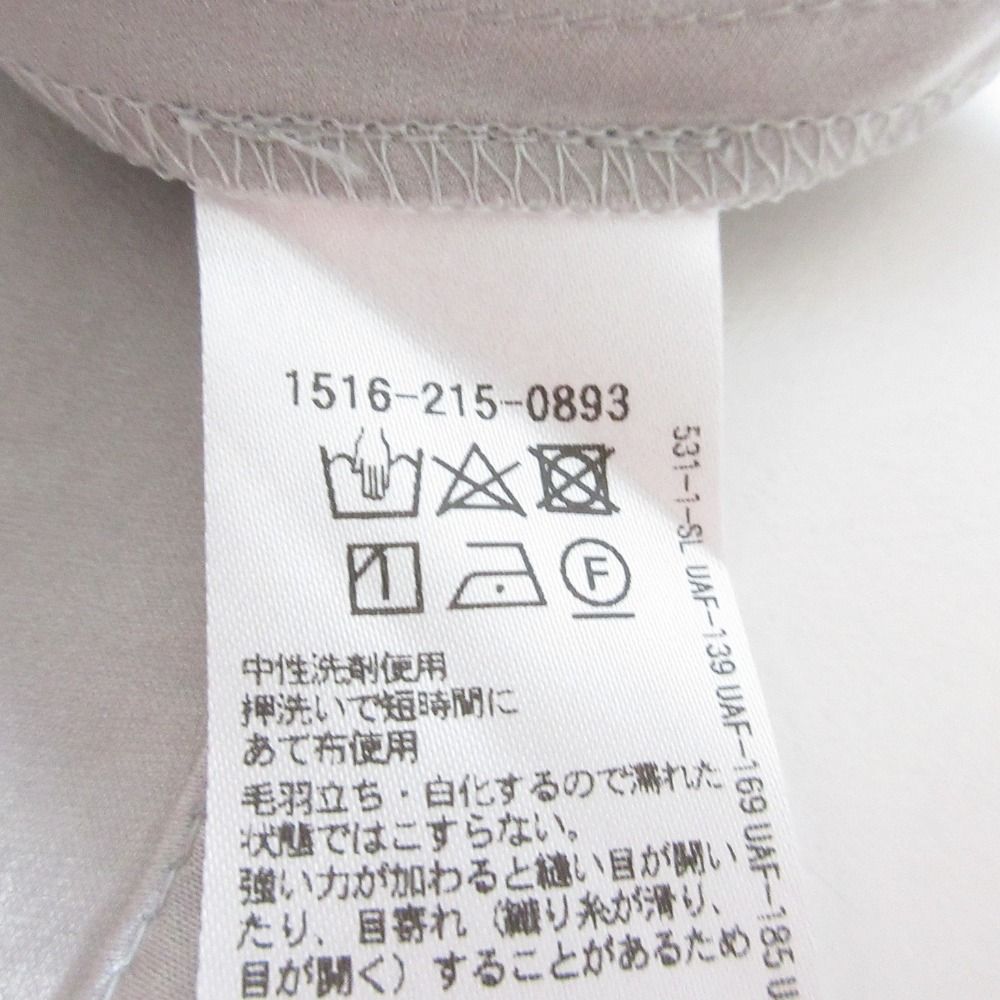 1516-215-0893
F
中性洗剤使用
押洗いで短時間に
あて布使用
毛羽立ち・白化するので濡れた
状態ではこすらない。
強い力が加わると縫い目が開い
たり、目寄れ（織り糸が滑り、
目が開く）することがあるため
531-1-SL UAF-139 UAF-169 UAF-185 U